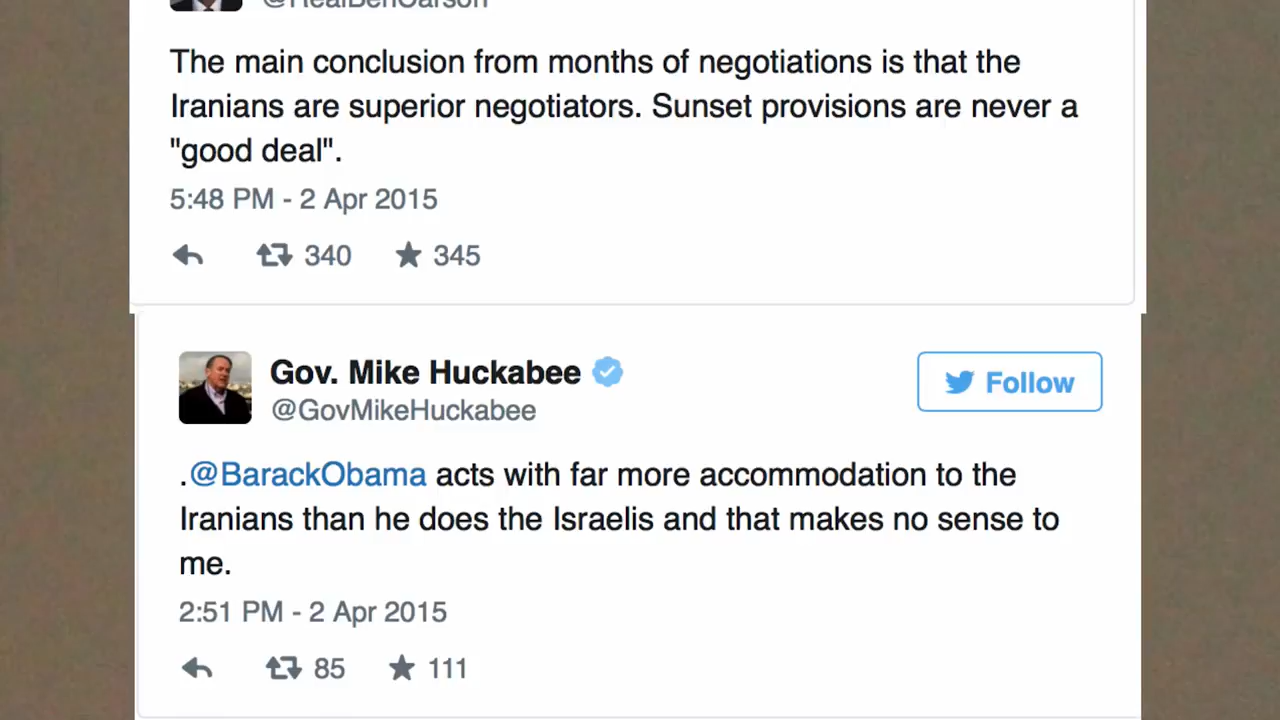 @RealBenCarson
The main conclusion from months of negotiations is that the
Iranians are superior negotiators. Sunset provisions are never a
"good deal".
5:48 PM - 2 Apr 2015
340 345
Gov. Mike Huckabee
@GovMikeHuckabee
Follow
.@BarackObama acts with far more accommodation to the
Iranians than he does the Israelis and that makes no sense to
me.
2:51 PM - 2 Apr 2015
85 111